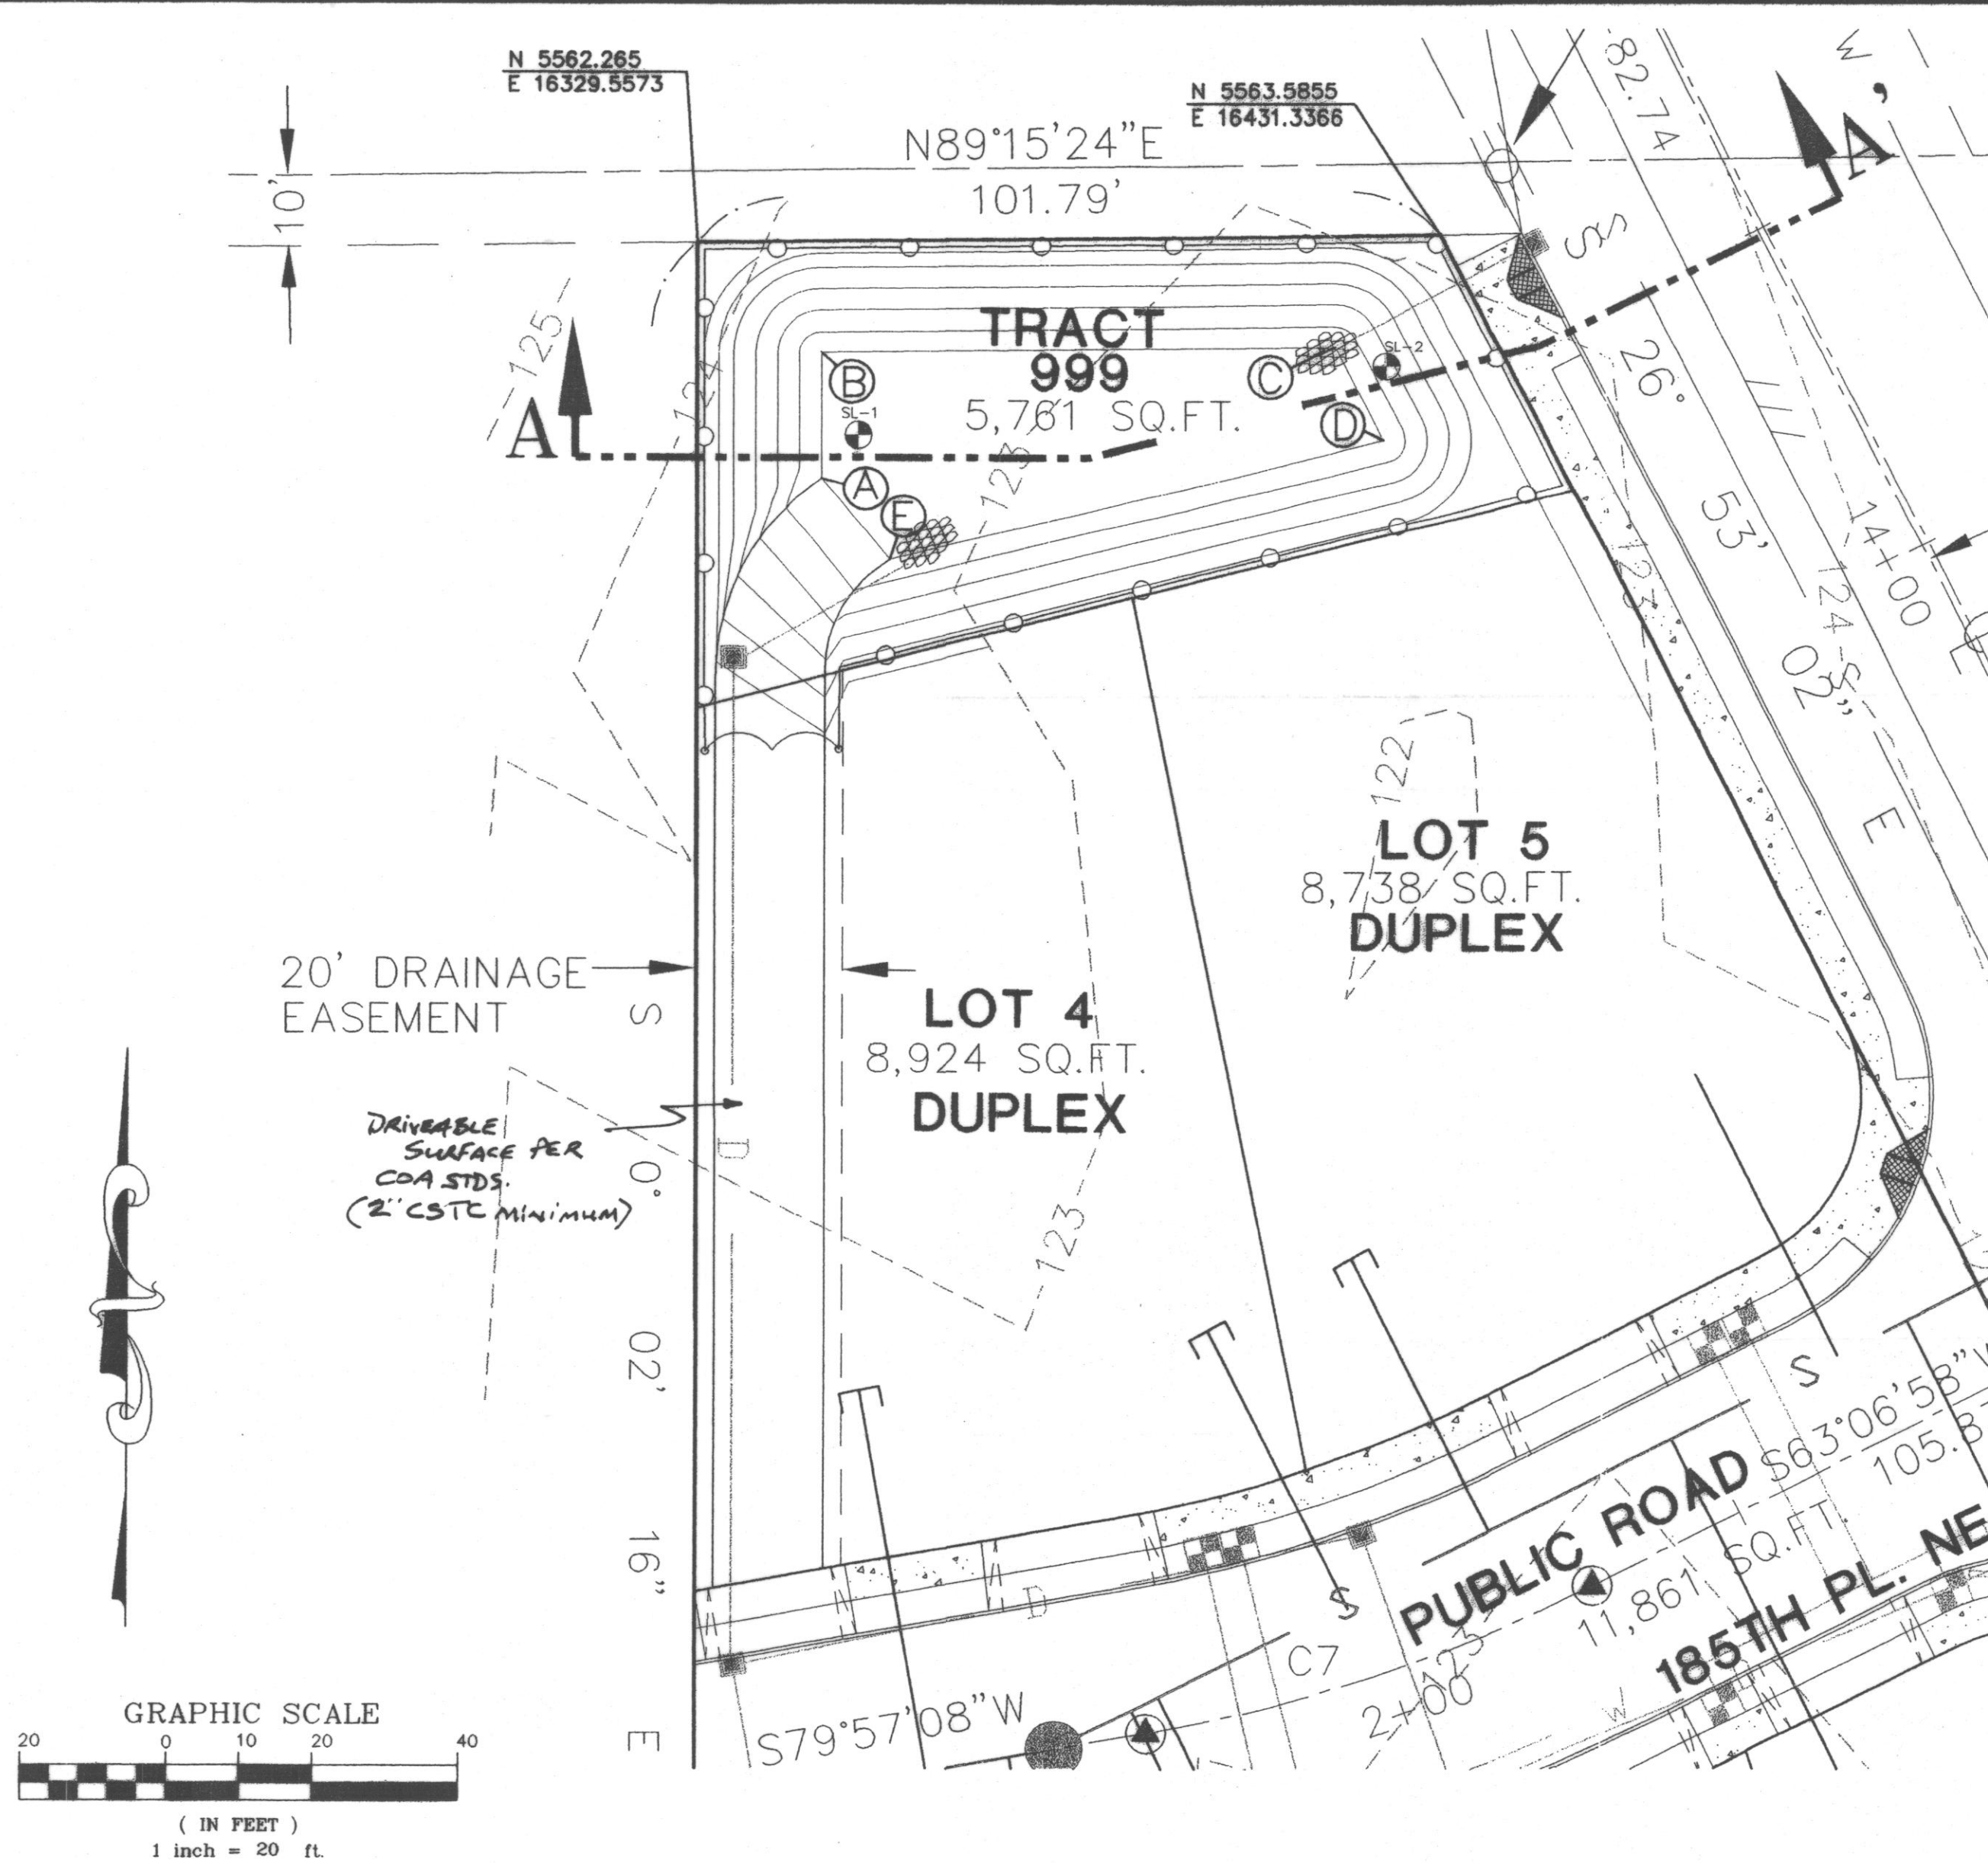 N 5562.265
E 16329.5573
N 5563.5855
E 16431.3366
82.74
W
A'
N89°15'24"E
101.79'
10'
S
125
124
TRACT
999
5,761 SQ.FT.
B
SL-1
C
SL-2
D
A
A
E
123
26°
53'
02"
E
14+00
123
124
S
122
LOT 5
8,738 SQ.FT.
DUPLEX
20' DRAINAGE
EASEMENT
LOT 4
8,924 SQ.FT.
DUPLEX
S
0°
02'
16"
E
DRIVEABLE
SURFACE PER
COA STDS.
(2" CSTC MINIMUM)
D
123
S
S
D
S63°06'58"W
105.8
PUBLIC ROAD
11,861 SQ.FT.
185TH PL. NE
C7
2+00
123
W
S79°57'08"W
GRAPHIC SCALE
20 0 10 20 40
( IN FEET )
1 inch = 20 ft.